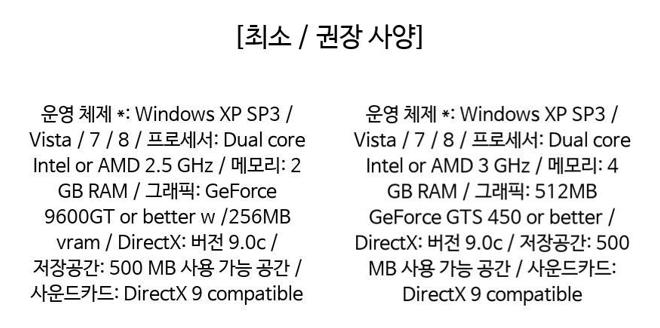 [최소 / 권장 사양]
운영 체제 *: Windows XP SP3 /
Vista / 7 / 8 / 프로세서: Dual core
Intel or AMD 2.5 GHz / 메모리: 2
GB RAM / 그래픽: GeForce
9600GT or better w /256MB
vram / DirectX: 버전 9.0c /
저장공간: 500 MB 사용 가능 공간 /
사운드카드: DirectX 9 compatible
운영 체제 *: Windows XP SP3 /
Vista / 7 / 8 / 프로세서: Dual core
Intel or AMD 3 GHz / 메모리: 4
GB RAM / 그래픽: 512MB
GeForce GTS 450 or better /
DirectX: 버전 9.0c / 저장공간: 500
MB 사용 가능 공간 / 사운드카드:
DirectX 9 compatible